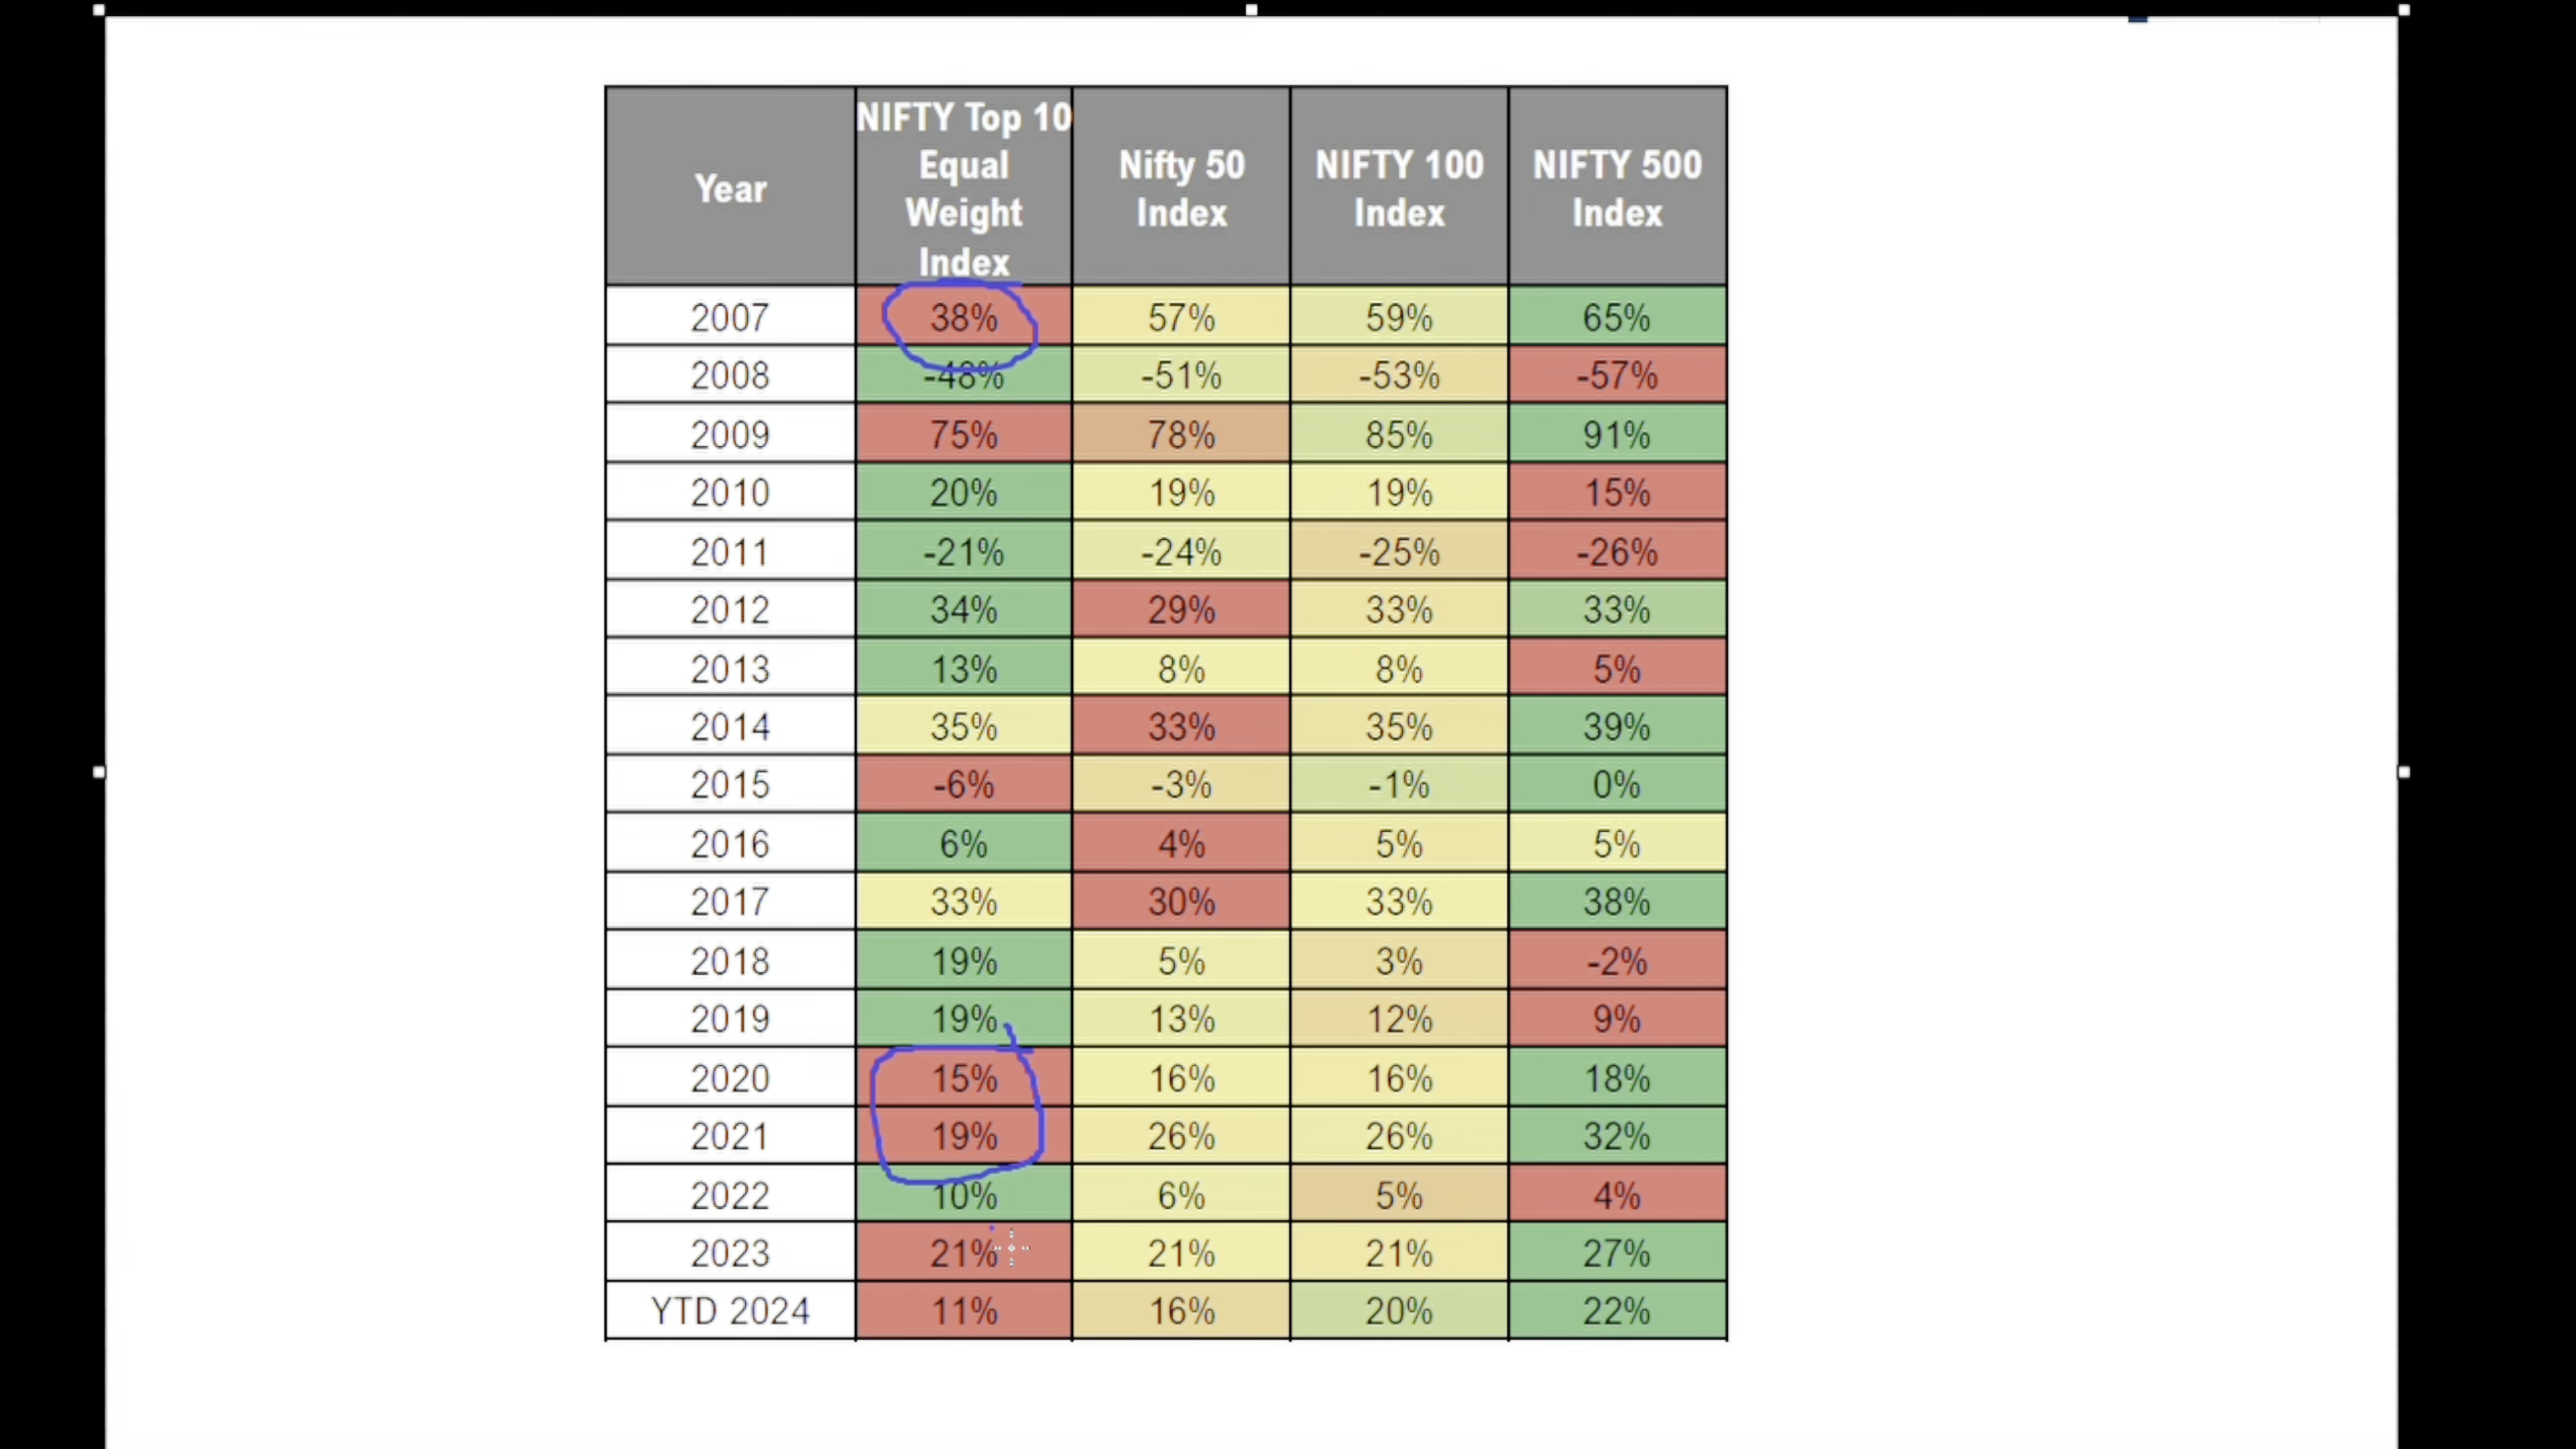 Year NIFTY Top 10 Equal Weight Index Nifty 50 Index NIFTY 100 Index NIFTY 500 Index
2007 38% 57% 59% 65%
2008 -48% -51% -53% -57%
2009 75% 78% 85% 91%
2010 20% 19% 19% 15%
2011 -21% -24% -25% -26%
2012 34% 29% 33% 33%
2013 13% 8% 8% 5%
2014 35% 33% 35% 39%
2015 -6% -3% -1% 0%
2016 6% 4% 5% 5%
2017 33% 30% 33% 38%
2018 19% 5% 3% -2%
2019 19% 13% 12% 9%
2020 15% 16% 16% 18%
2021 19% 26% 26% 32%
2022 10% 6% 5% 4%
2023 21% 21% 21% 27%
YTD 2024 11% 16% 20% 22%